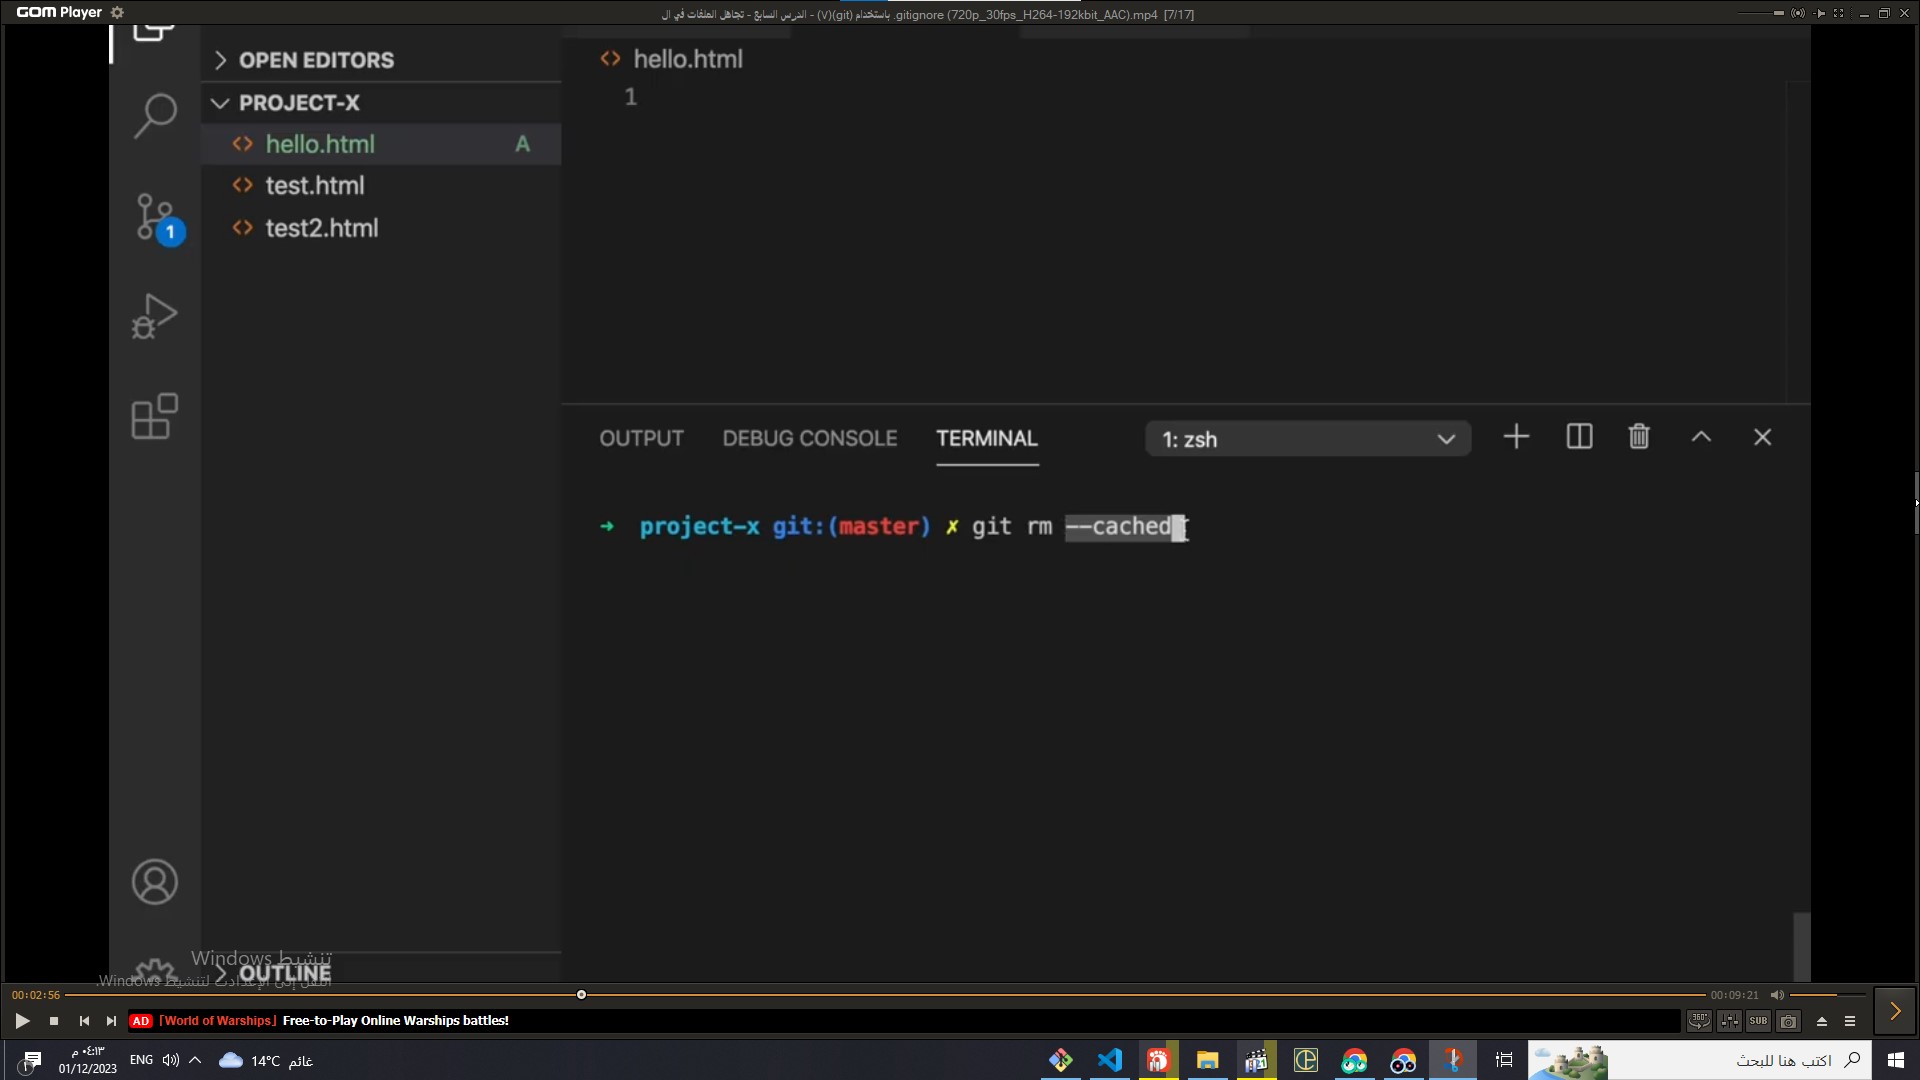 GOM Player
باستخدام .gitignore (720p_30fps_H264-192kbit_AAC).mp4 [7/17] (git)(V) - الدرس السابع - تجاهل الملفات في ال
OPEN EDITORS
PROJECT-X
hello.html A
test.html
test2.html
1
hello.html
1
OUTPUT DEBUG CONSOLE TERMINAL 1: zsh
➜ project-x git:(master) ✗ git rm --cached
OUTLINE
تنشيط Windows
انتقل إلى الإعدادات لتنشيط Windows.
00:02:56 00:09:21
AD [World of Warships] Free-to-Play Online Warships battles!
360° SUB
1
٠٤:١٣ م
01/12/2023
ENG
14°C غائم
321
اكتب هنا للبحث